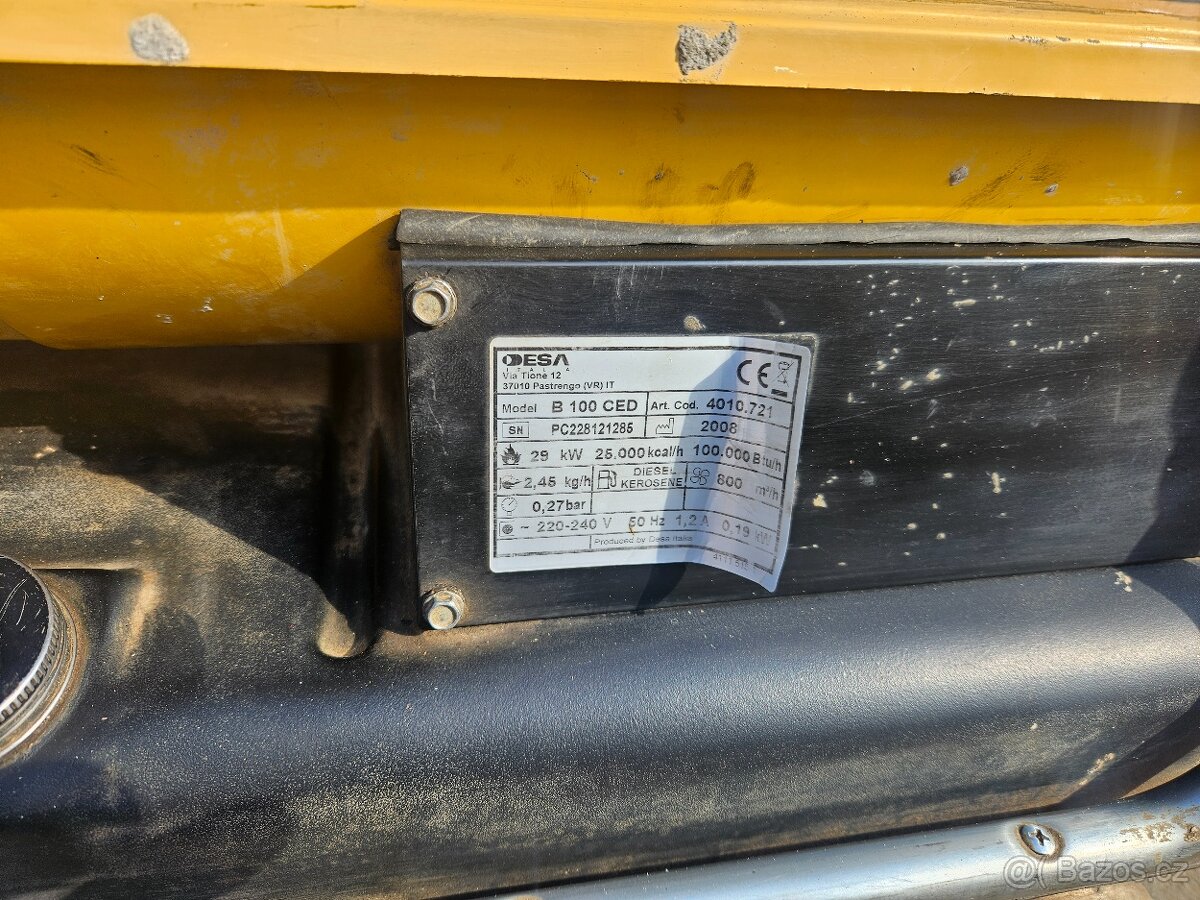 DESA
ITALIA
Via Tione 12
37010 Pastrengo (VR) IT
CE
Model B 100 CED Art. Cod. 4010.721
SN PC228121285 2008
29 kW 25.000 kcal/h 100.000 Btu/h
2,45 kg/h DIESEL KEROSENE 800 m³/h
0,27bar
~ 220-240 V 50 Hz 1,2 A 0,19 kW
Produced by Desa Italia
@( Bazos.cz